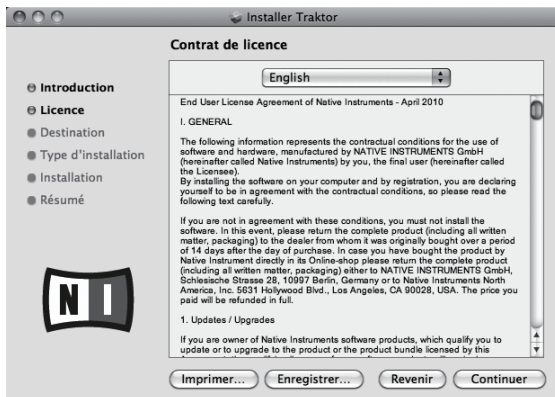 Installer Traktor
Contrat de licence
English
Introduction
Licence
Destination
Type d'installation
Installation
Résumé
NI
End User License Agreement of Native Instruments - April 2010
I. GENERAL
The following information represents the contractual conditions for the use of
software and hardware, manufactured by NATIVE INSTRUMENTS GmbH
(hereinafter called Native Instruments) by you, the final user (hereinafter called
the Licensee).
By installing the software on your computer and by registration, you are declaring
yourself to be in agreement with the contractual conditions, so please read the
following text carefully.
If you are not in agreement with these conditions, you must not install the
software. In this event, please return the complete product (including all written
matter, packaging) to the dealer from whom it was originally bought over a period
of 14 days after the day of purchase. In case you have bought the product by
Native Instrument directly in its Online-shop please return the complete product
(including all written matter, packaging) either to NATIVE INSTRUMENTS GmbH,
Schlesische Strasse 28, 10997 Berlin, Germany or to Native Instruments North
America, Inc. 5631 Hollywood Blvd., Los Angeles, CA 90028, USA. The price you
paid will be refunded in full.
1. Updates / Upgrades
If you are owner of Native Instruments software products, which qualify you to
update or to upgrade to the product or the product bundle licensed by this
Imprimer... Enregistrer... Revenir Continuer